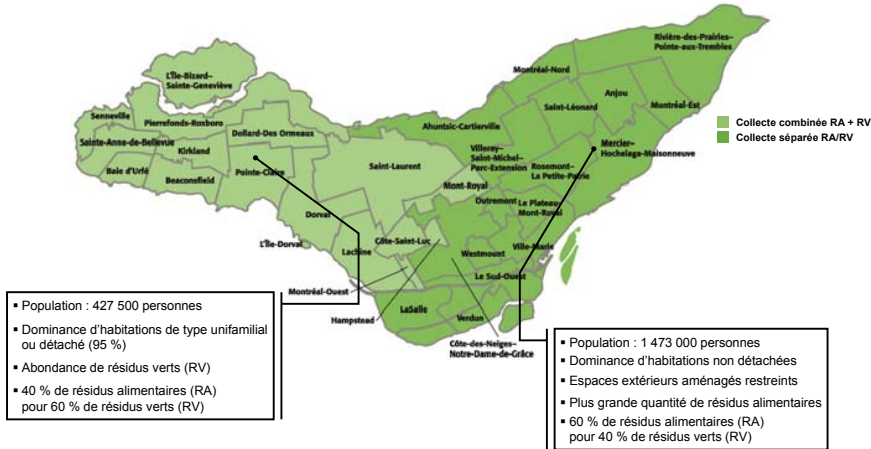 Rivière-des-Prairies–
Pointe-aux-Trembles
Montréal-Nord
L'Île-Bizard–
Sainte-Geneviève
Anjou
Saint-Léonard
Montréal-Est
Senneville
Pierrefonds-Roxboro
Collecte combinée RA + RV
Collecte séparée RA/RV
Ahuntsic-Cartierville
Dollard-Des Ormeaux
Sainte-Anne-de-Bellevue
Kirkland
Villeray–
Saint-Michel–
Parc-Extension
Mercier–
Hochelaga-Maisonneuve
Saint-Laurent
Rosemont–
La Petite-Patrie
Baie d'Urfé
Beaconsfield
Pointe-Claire
Mont-Royal
Outremont
Le Plateau–
Mont-Royal
Dorval
L'Île-Dorval
Côte-Saint-Luc
Ville-Marie
Lachine
Westmount
Le Sud-Ouest
Montréal-Ouest
LaSalle
Verdun
Hampstead
Côte-des-Neiges–
Notre-Dame-de-Grâce
▪ Population : 427 500 personnes
▪ Dominance d'habitations de type unifamilial
ou détaché (95 %)
▪ Abondance de résidus verts (RV)
▪ 40 % de résidus alimentaires (RA)
pour 60 % de résidus verts (RV)
▪ Population : 1 473 000 personnes
▪ Dominance d'habitations non détachées
▪ Espaces extérieurs aménagés restreints
▪ Plus grande quantité de résidus alimentaires
▪ 60 % de résidus alimentaires (RA)
pour 40 % de résidus verts (RV)